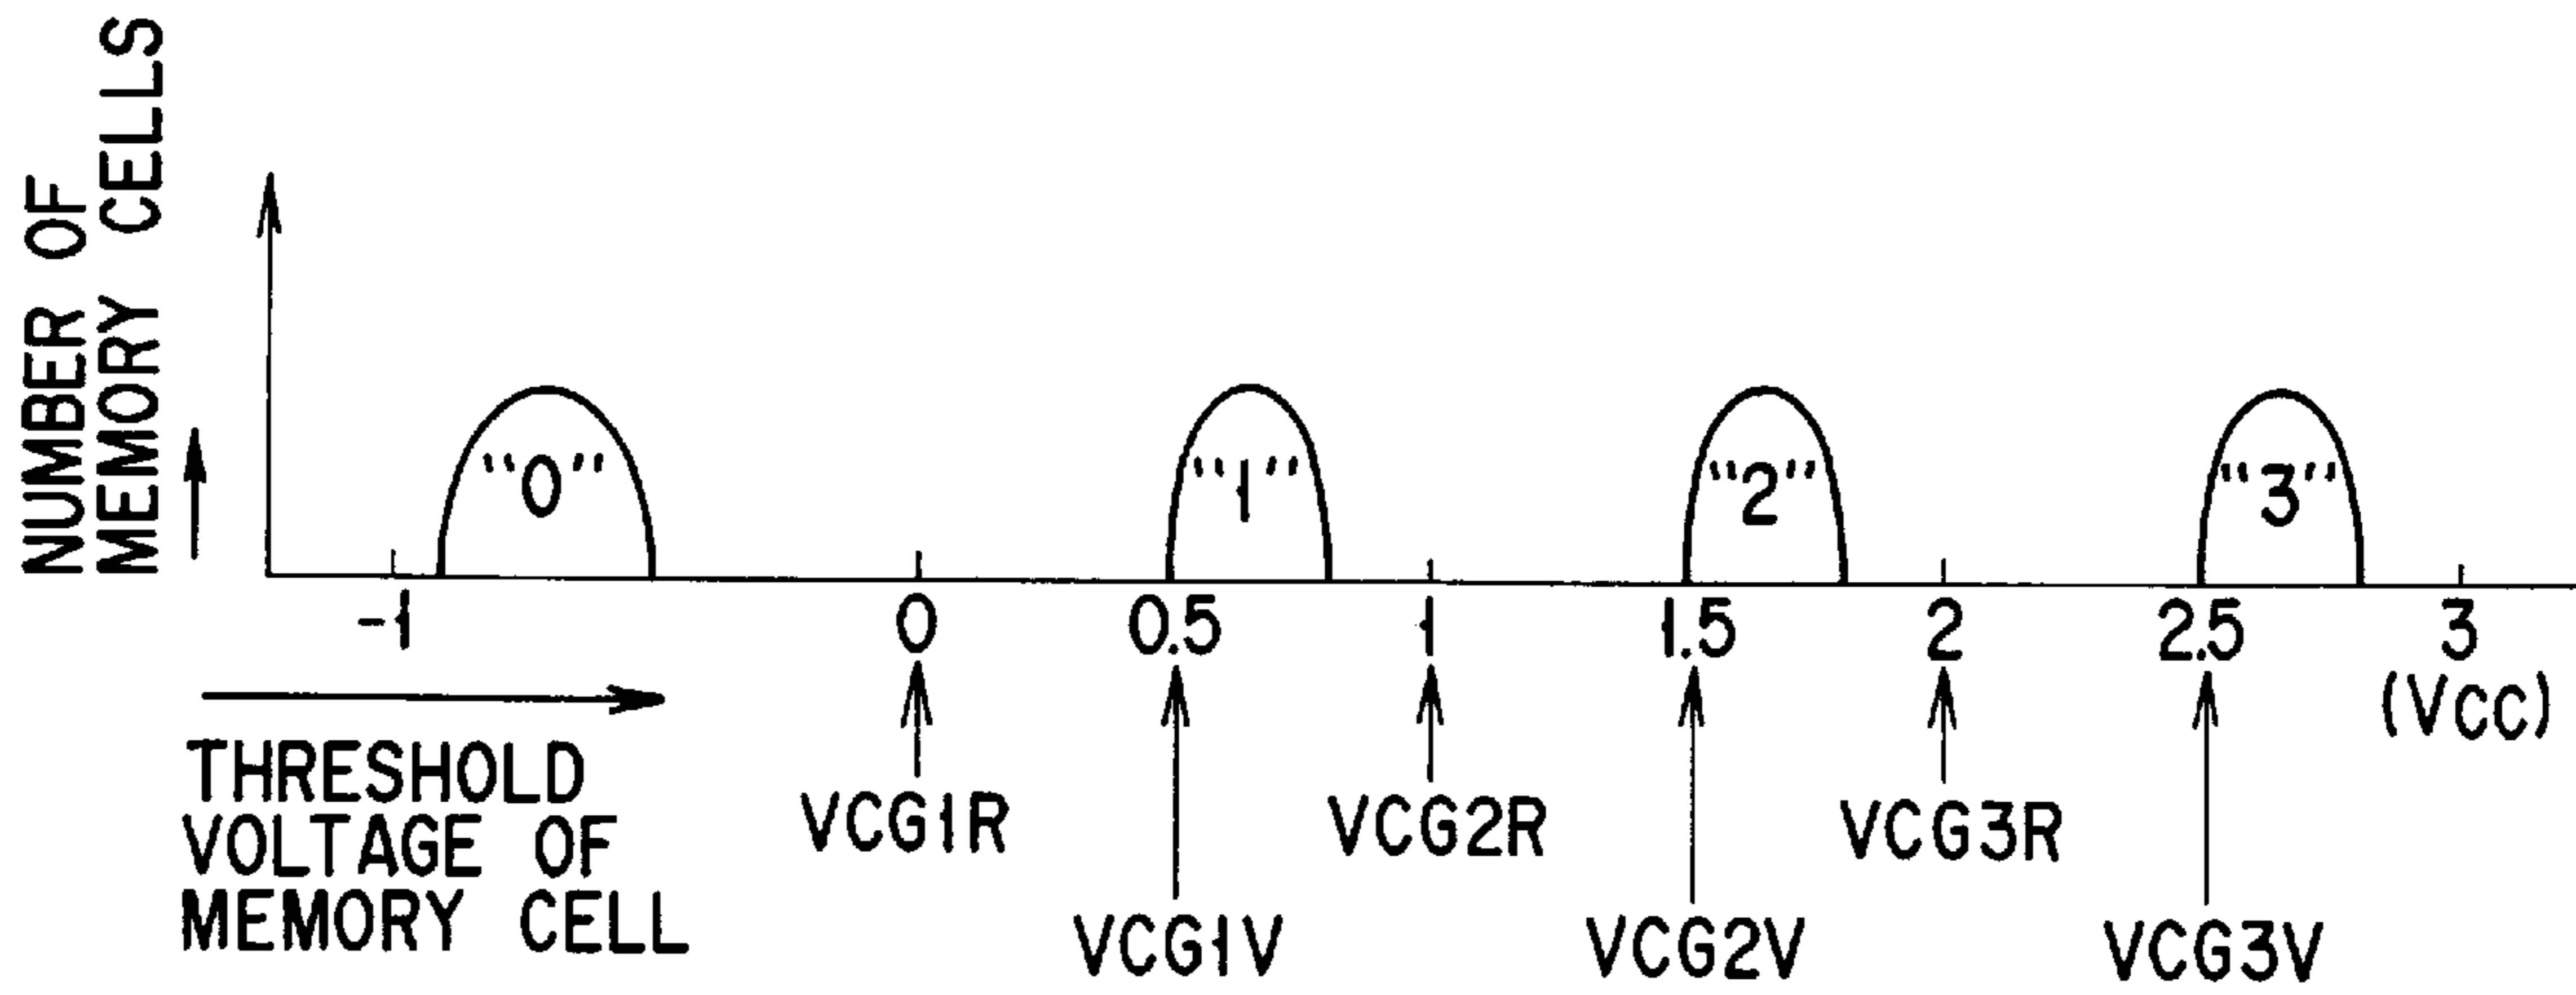 NUMBER OF
MEMORY CELLS
"0" "1" "2" "3"
-1 0 0.5 1 1.5 2 2.5 3
(VCC)
THRESHOLD
VOLTAGE OF
MEMORY CELL
VCG1R VCG2R VCG3R
VCG1V VCG2V VCG3V